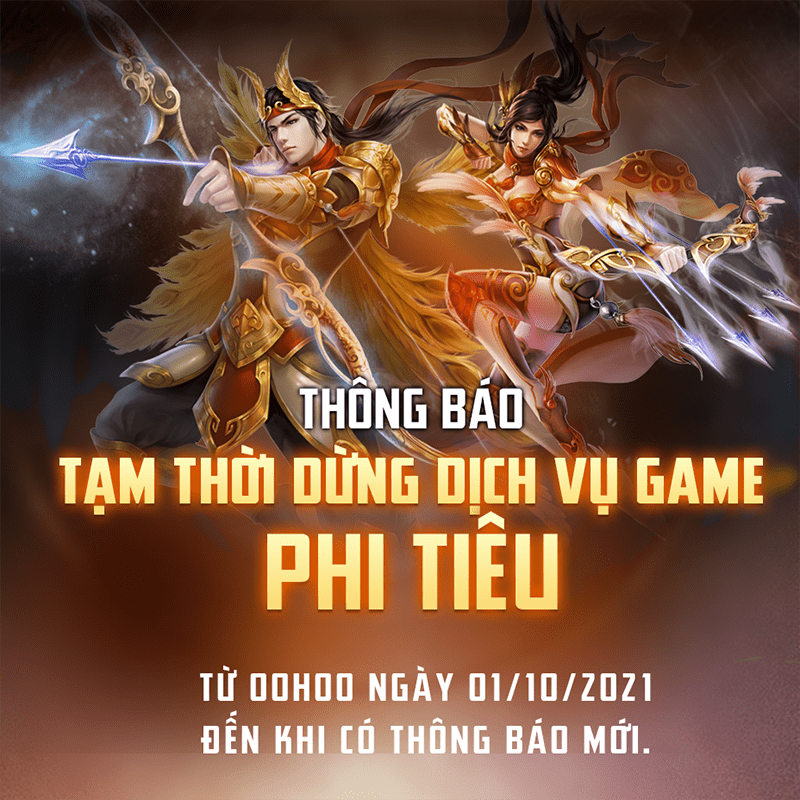 THÔNG BÁO
TẠM THỜI DỪNG DỊCH VỤ GAME
PHI TIÊU
TỪ 00H00 NGÀY 01/10/2021
ĐẾN KHI CÓ THÔNG BÁO MỚI.